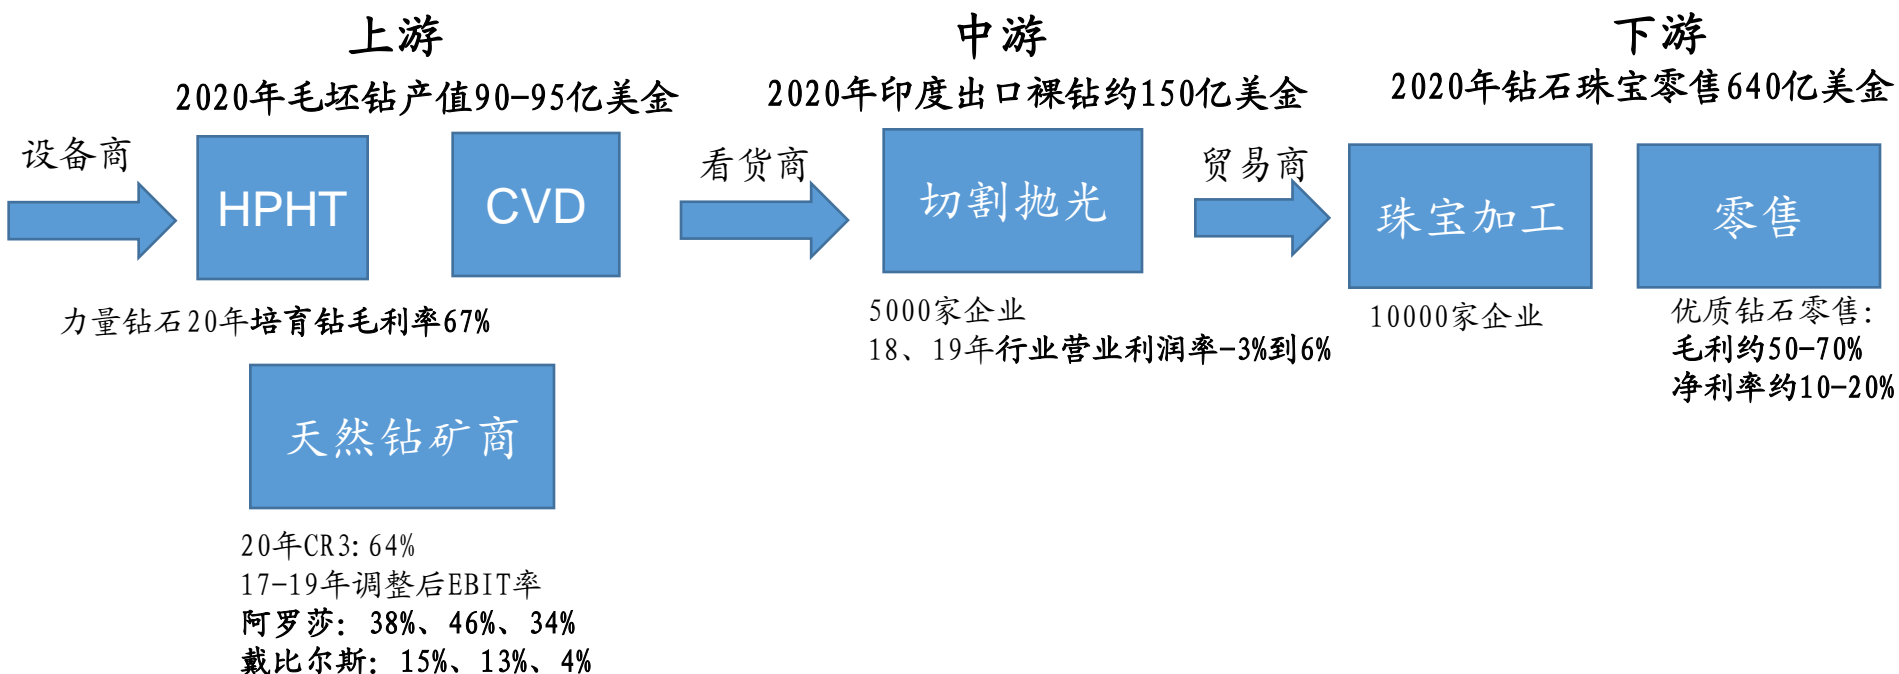 上游
2020年毛坯钻产值90-95亿美金
设备商
HPHT
CVD
力量钻石20年培育钻毛利率67%
天然钻矿商
20年CR3: 64%
17-19年调整后EBIT率
阿罗莎: 38%、46%、34%
戴比尔斯: 15%、13%、4%
看货商
中游
2020年印度出口裸钻约150亿美金
切割抛光
5000家企业
18、19年行业营业利润率-3%到6%
贸易商
下游
2020年钻石珠宝零售640亿美金
珠宝加工
10000家企业
零售
优质钻石零售:
毛利约50-70%
净利率约10-20%